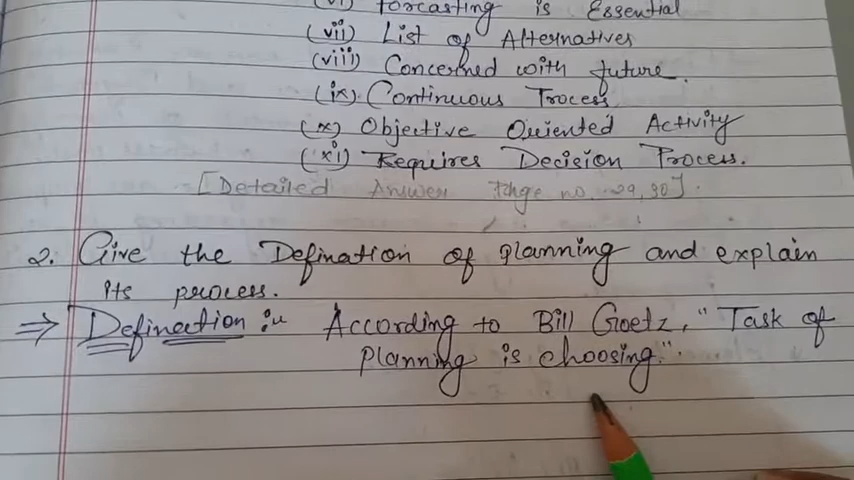 (vi) forcasting is Essential
(vii) List of Alternatives
(viii) Concerned with future.
(ix) Continuous Process
(x) Objective Oriented Activity
(xi) Requires Decision Process.
[Detailed Answer Page no. 29,30].
2. Give the Defination of planning and explain
its process.
⇒ Defination :- According to Bill Goetz, "Task of
Planning is choosing."